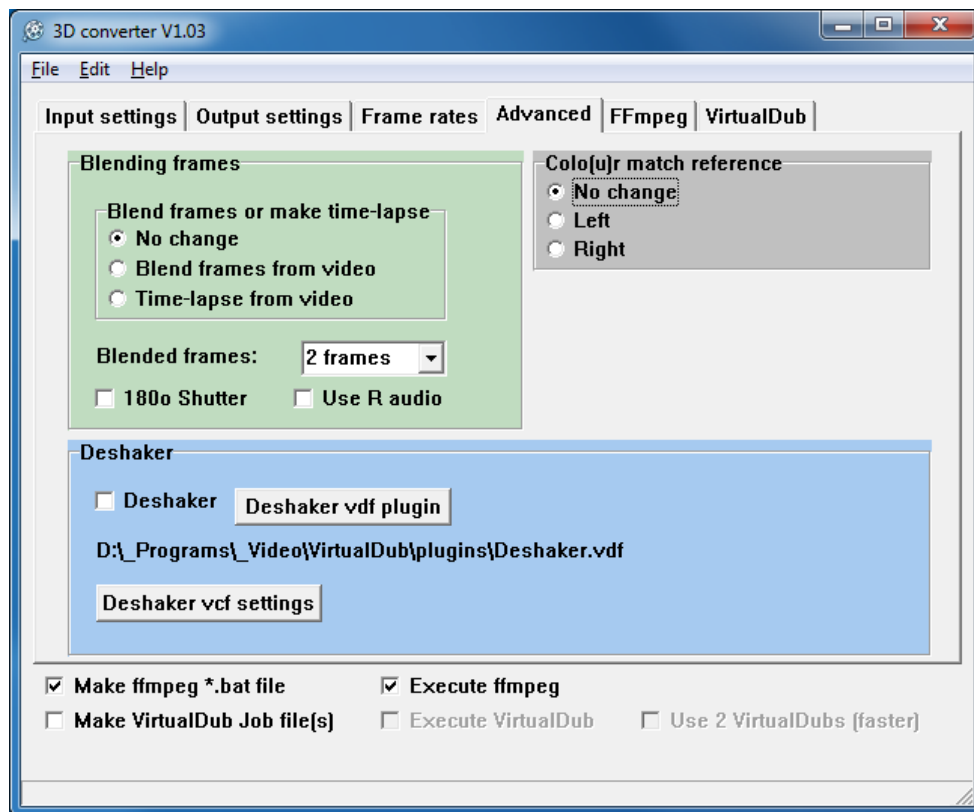 3D converter V1.03
File Edit Help
Input settings Output settings Frame rates Advanced FFmpeg VirtualDub
Blending frames
Blend frames or make time-lapse
No change
Blend frames from video
Time-lapse from video
Blended frames: 2 frames
180o Shutter Use R audio
Colo(u)r match reference
No change
Left
Right
Deshaker
Deshaker Deshaker vdf plugin
D:\_Programs\_Video\VirtualDub\plugins\Deshaker.vdf
Deshaker vcf settings
Make ffmpeg *.bat file Execute ffmpeg
Make VirtualDub Job file(s) Execute VirtualDub Use 2 VirtualDubs (faster)